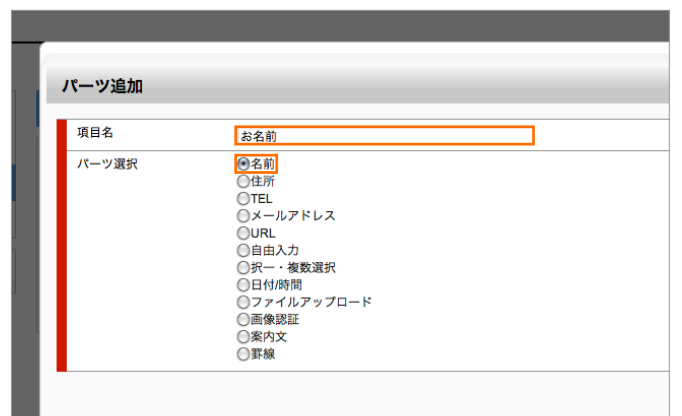 パーツ追加
項目名
お名前
パーツ選択
名前
住所
TEL
メールアドレス
URL
自由入力
択一・複数選択
日付/時間
ファイルアップロード
画像認証
案内文
罫線